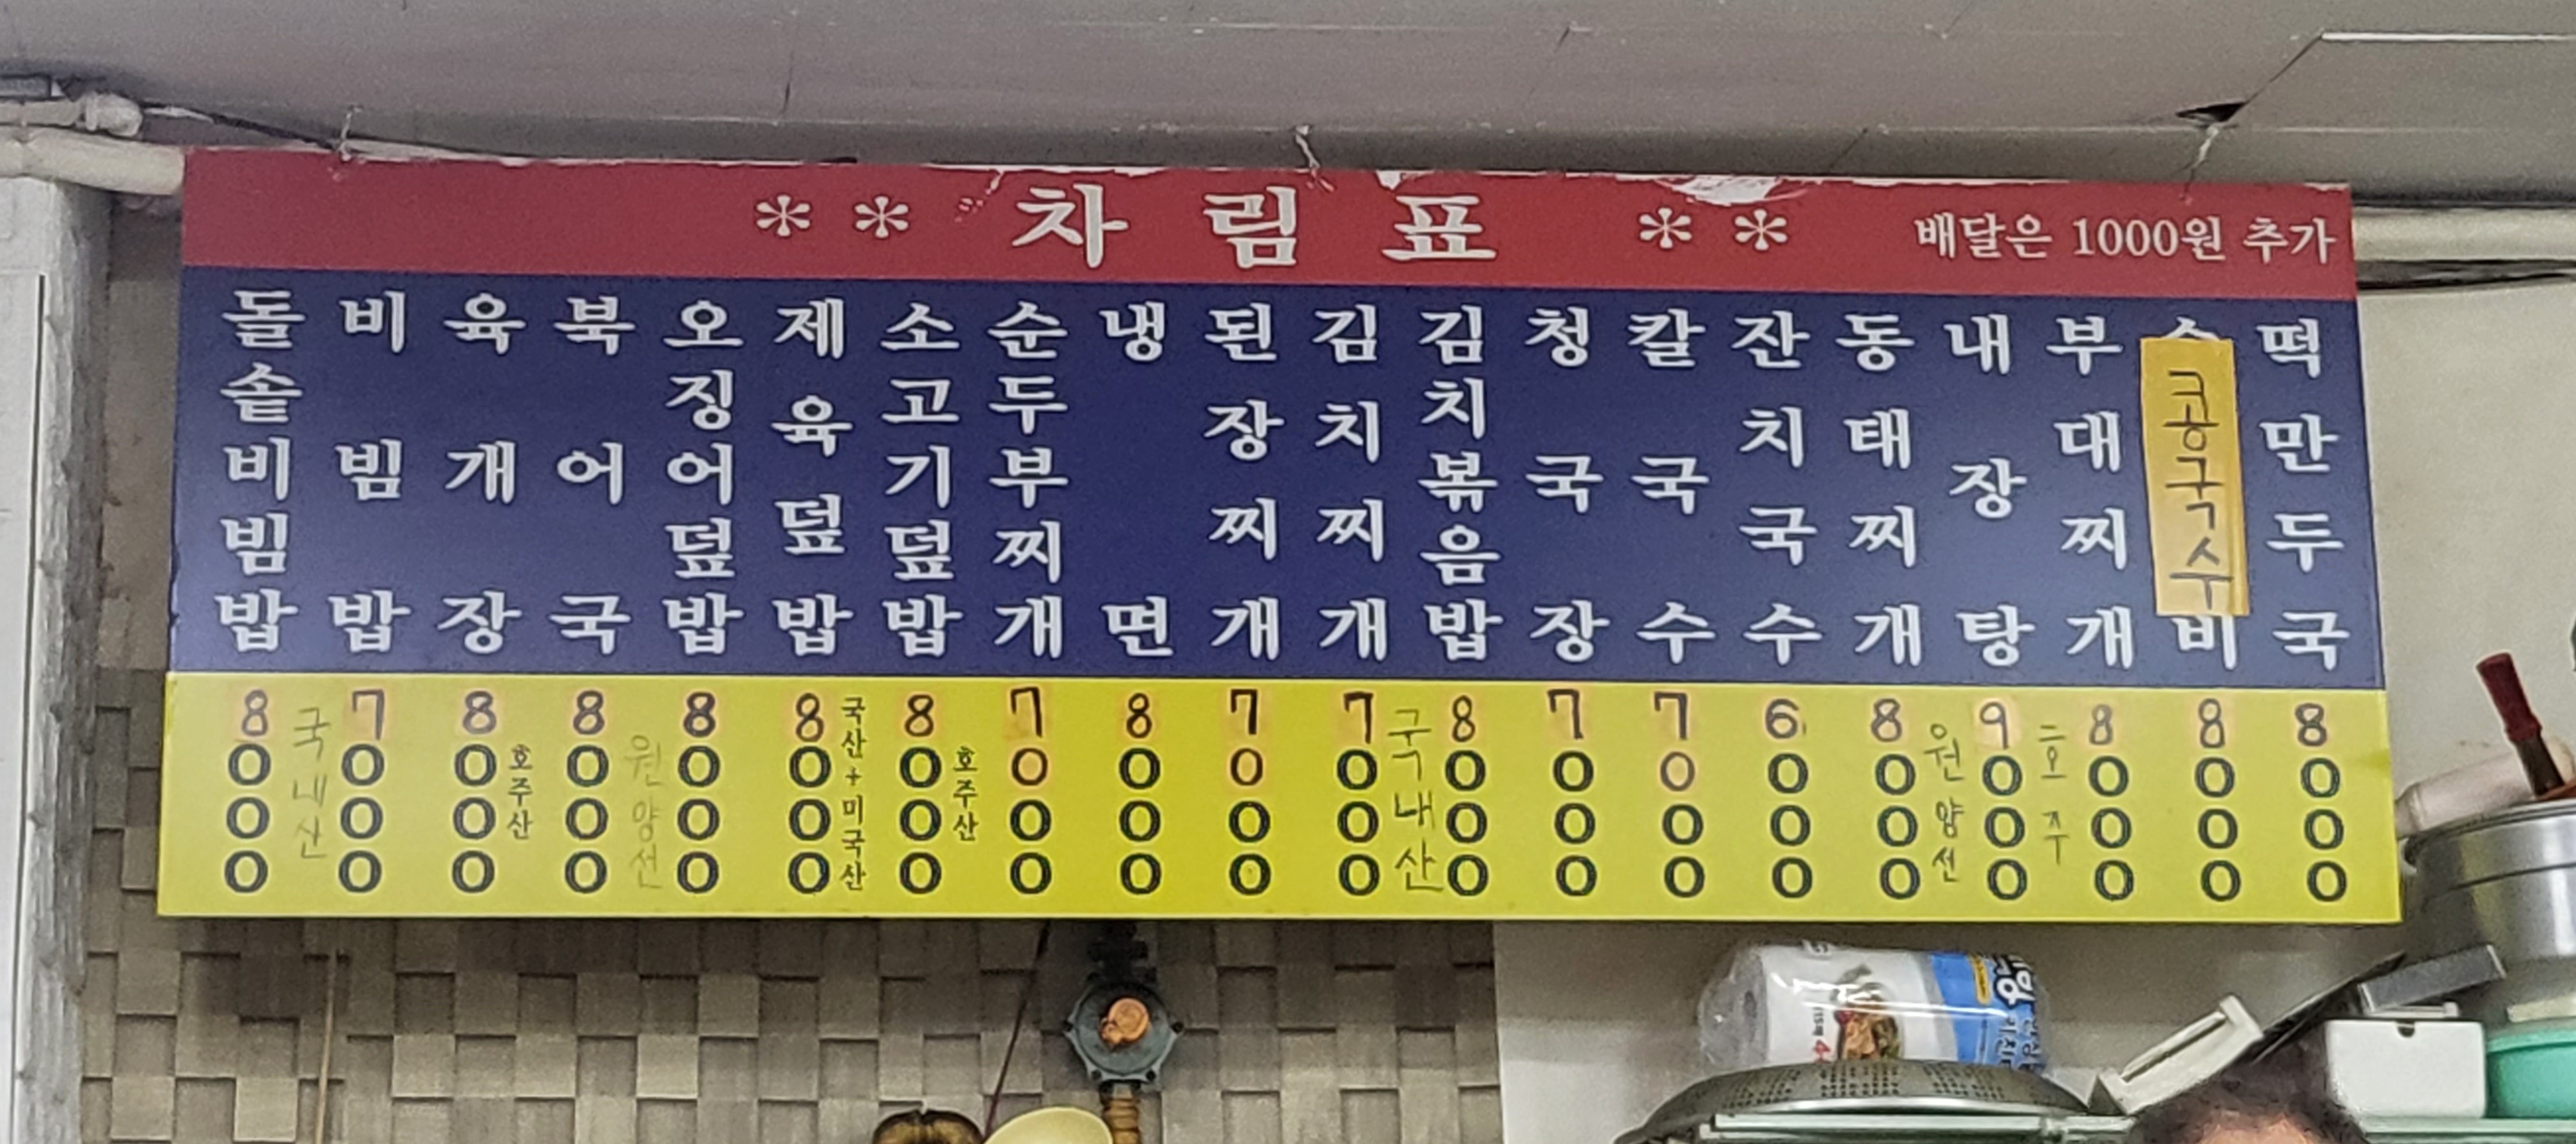 ** 차림표 ** 배달은 1000원 추가
돌솥비빔밥 8000
국내산
비빔밥 7000
육개장 8000
호주산
북어국 8000
원양선
오징어덮밥 8000
제육덮밥 8000
국산+미국산
소고기덮밥 8000
호주산
순두부찌개 7000
냉면 8000
된장찌개 7000
김치찌개 7000
국내산
김치볶음밥 8000
청국장 7000
칼국수 7000
잔치국수 6000
동태찌개 8000
원양선
내장탕 9000
호주
부대찌개 8000
콩국수 8000
떡만두국 8000